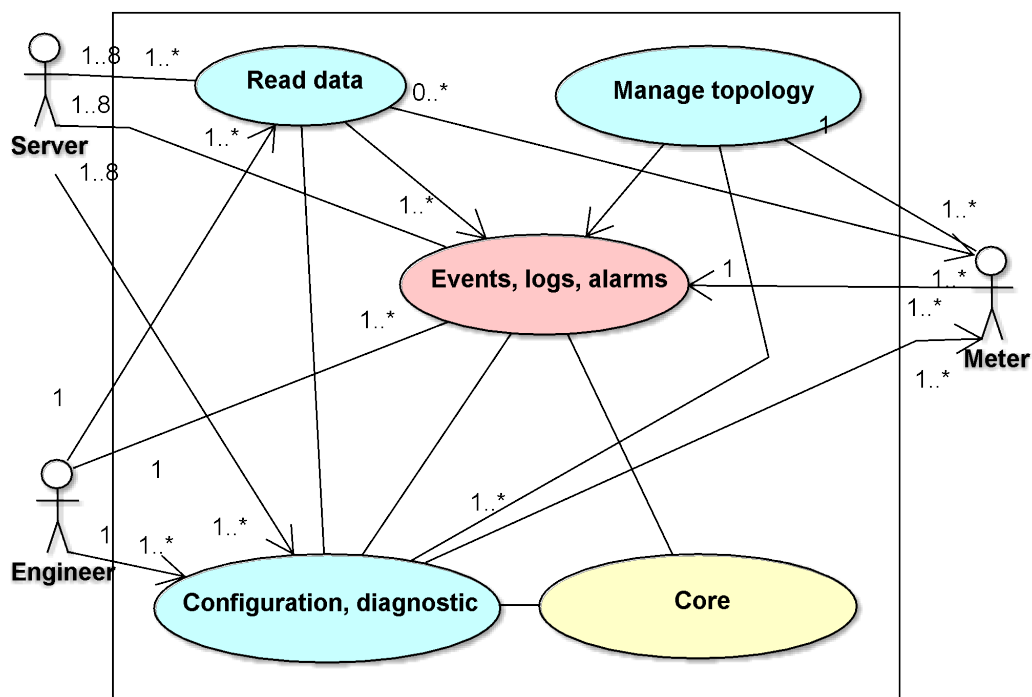 1..8
1..*
Read data
0..*
Manage topology
1..8
1
Server
1..*
1..8
1..*
1..*
Events, logs, alarms
1
1..*
1..*
1..*
Meter
1..*
1
1
1..*
1..*
1
1..*
Engineer
Configuration, diagnostic
Core